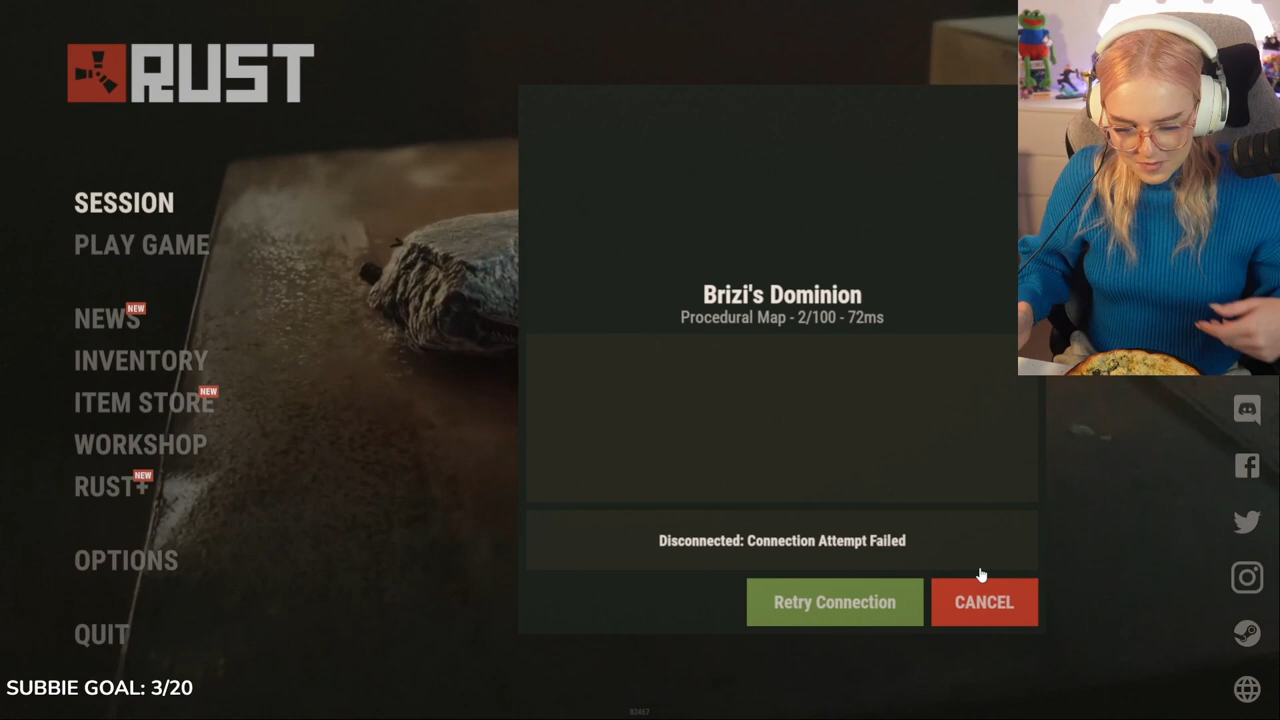 RUST
SESSION
PLAY GAME
NEWS NEW
INVENTORY
ITEM STORE NEW
WORKSHOP
RUST+ NEW
OPTIONS
QUIT
SUBBIE GOAL: 3/20
Brizi's Dominion
Procedural Map - 2/100 - 72ms
Disconnected: Connection Attempt Failed
Retry Connection
CANCEL